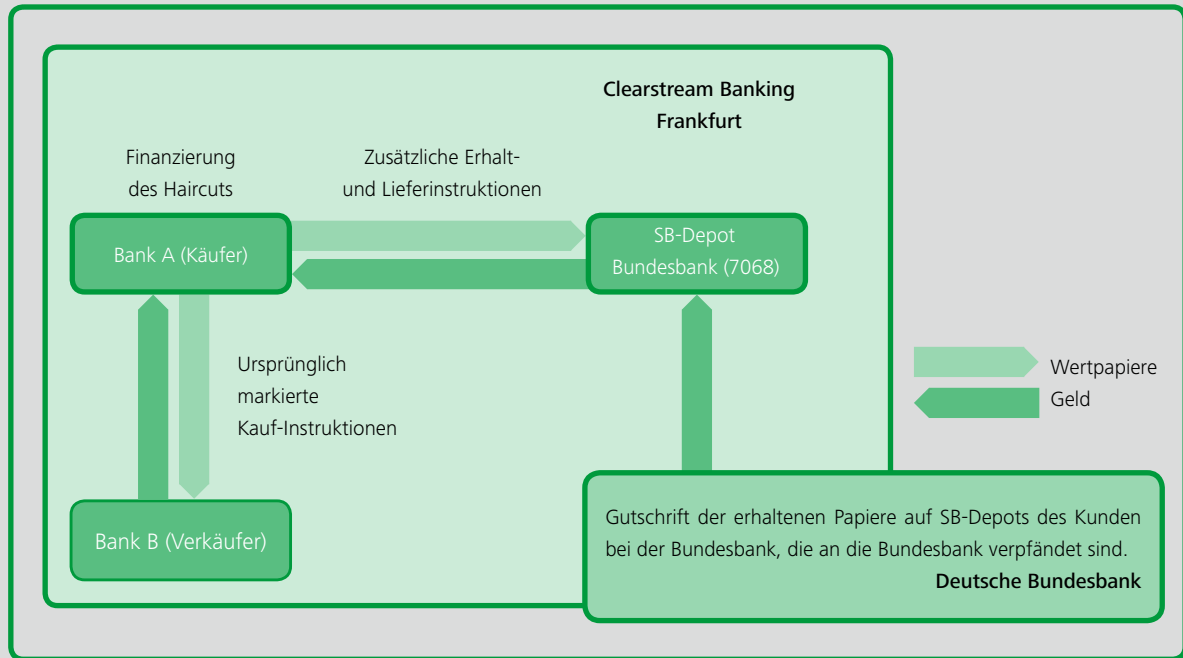 Clearstream Banking
Frankfurt
Finanzierung
des Haircuts
Zusätzliche Erhalt-
und Lieferinstruktionen
Bank A (Käufer)
SB-Depot
Bundesbank (7068)
Ursprünglich
markierte
Kauf-Instruktionen
Wertpapiere
Geld
Bank B (Verkäufer)
Gutschrift der erhaltenen Papiere auf SB-Depots des Kunden
bei der Bundesbank, die an die Bundesbank verpfändet sind.
Deutsche Bundesbank